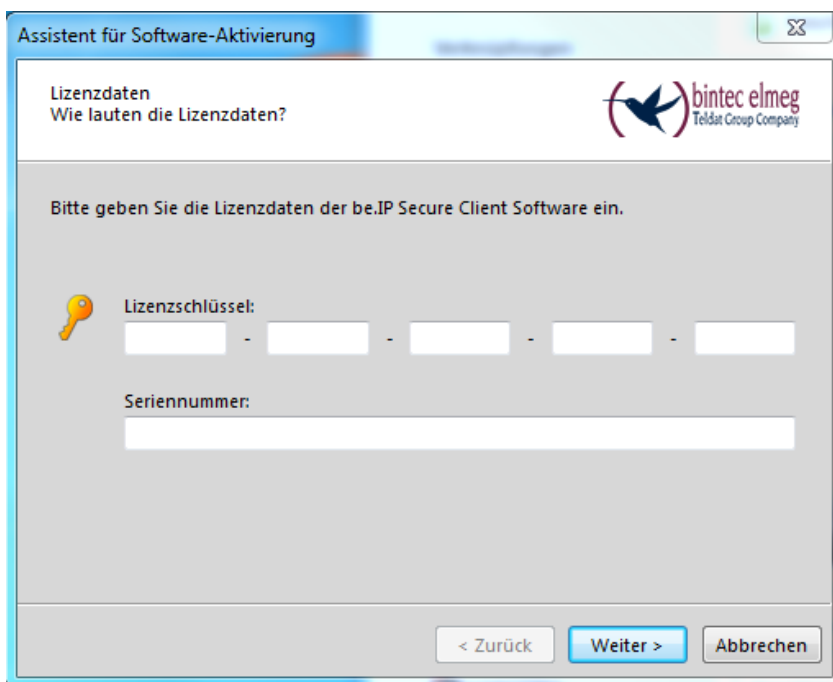 Assistent für Software-Aktivierung
Lizenzdaten
Wie lauten die Lizenzdaten?
bintec elmeg
Teldat Group Company
Bitte geben Sie die Lizenzdaten der be.IP Secure Client Software ein.
Lizenzschlüssel:
- - - -
Seriennummer:
< Zurück Weiter > Abbrechen